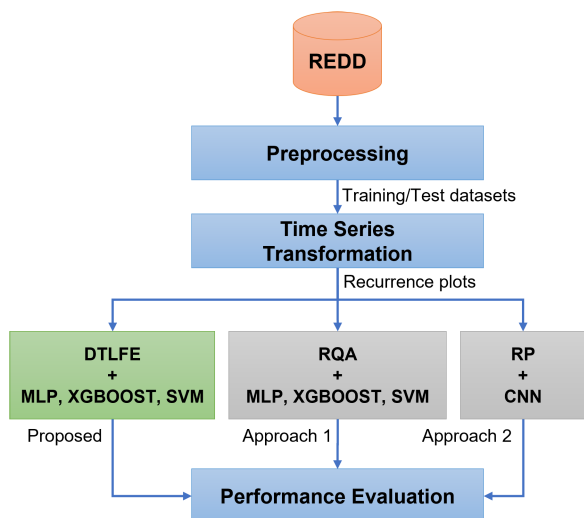 REDD
Preprocessing
Training/Test datasets
Time Series
Transformation
Recurrence plots
DTLFE
+
MLP, XGBOOST, SVM
RQA
+
MLP, XGBOOST, SVM
RP
+
CNN
Proposed
Approach 1
Approach 2
Performance Evaluation